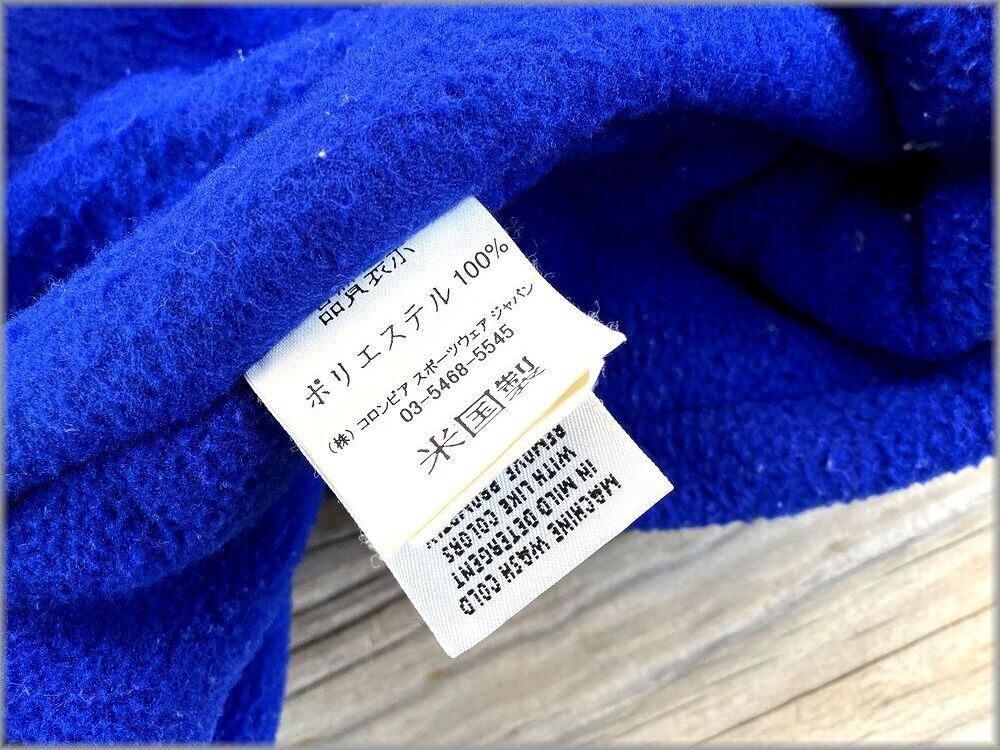 品質表示
ポリエステル 100%
(株) コロンビア スポーツウェア ジャパン
03-5468-5545
米国製
MACHINE WASH COLD
IN MILD DETERGENT
WITH LIKE COLORS
REMOVE PROMPTLY